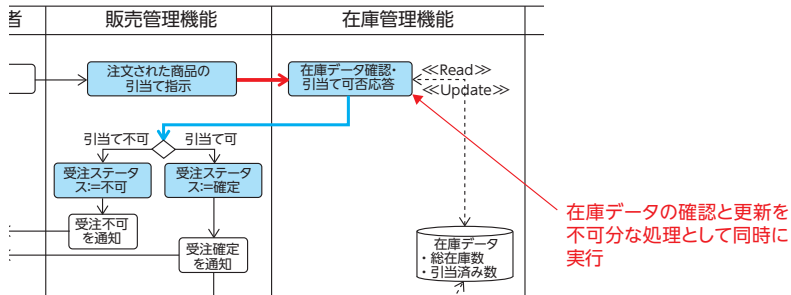 者
販売管理機能
在庫管理機能
注文された商品の
引当て指示
在庫データ確認・
引当て可否応答
≪Read≫
≪Update≫
引当て不可
引当て可
受注ステータ
ス:=不可
受注ステータ
ス:=確定
受注不可
を通知
受注確定
を通知
在庫データ
・総在庫数
・引当済み数
在庫データの確認と更新を
不可分な処理として同時に
実行